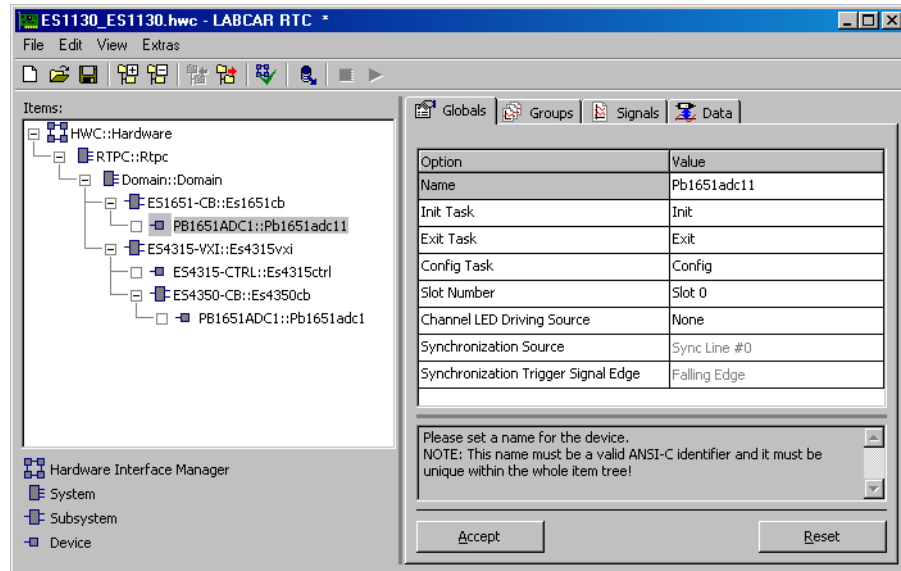 ES1130_ES1130.hwc - LABCAR RTC *
File Edit View Extras
Items:
HWC::Hardware
RTPC::Rtpc
Domain::Domain
ES1651-CB::Es1651cb
PB1651ADC1::Pb1651adc11
ES4315-VXI::Es4315vxi
ES4315-CTRL::Es4315ctrl
ES4350-CB::Es4350cb
PB1651ADC1::Pb1651adc1
Hardware Interface Manager
System
Subsystem
Device
Globals Groups Signals Data
Option Value
Name Pb1651adc11
Init Task Init
Exit Task Exit
Config Task Config
Slot Number Slot 0
Channel LED Driving Source None
Synchronization Source Sync Line #0
Synchronization Trigger Signal Edge Falling Edge
Please set a name for the device.
NOTE: This name must be a valid ANSI-C identifier and it must be
unique within the whole item tree!
Accept Reset